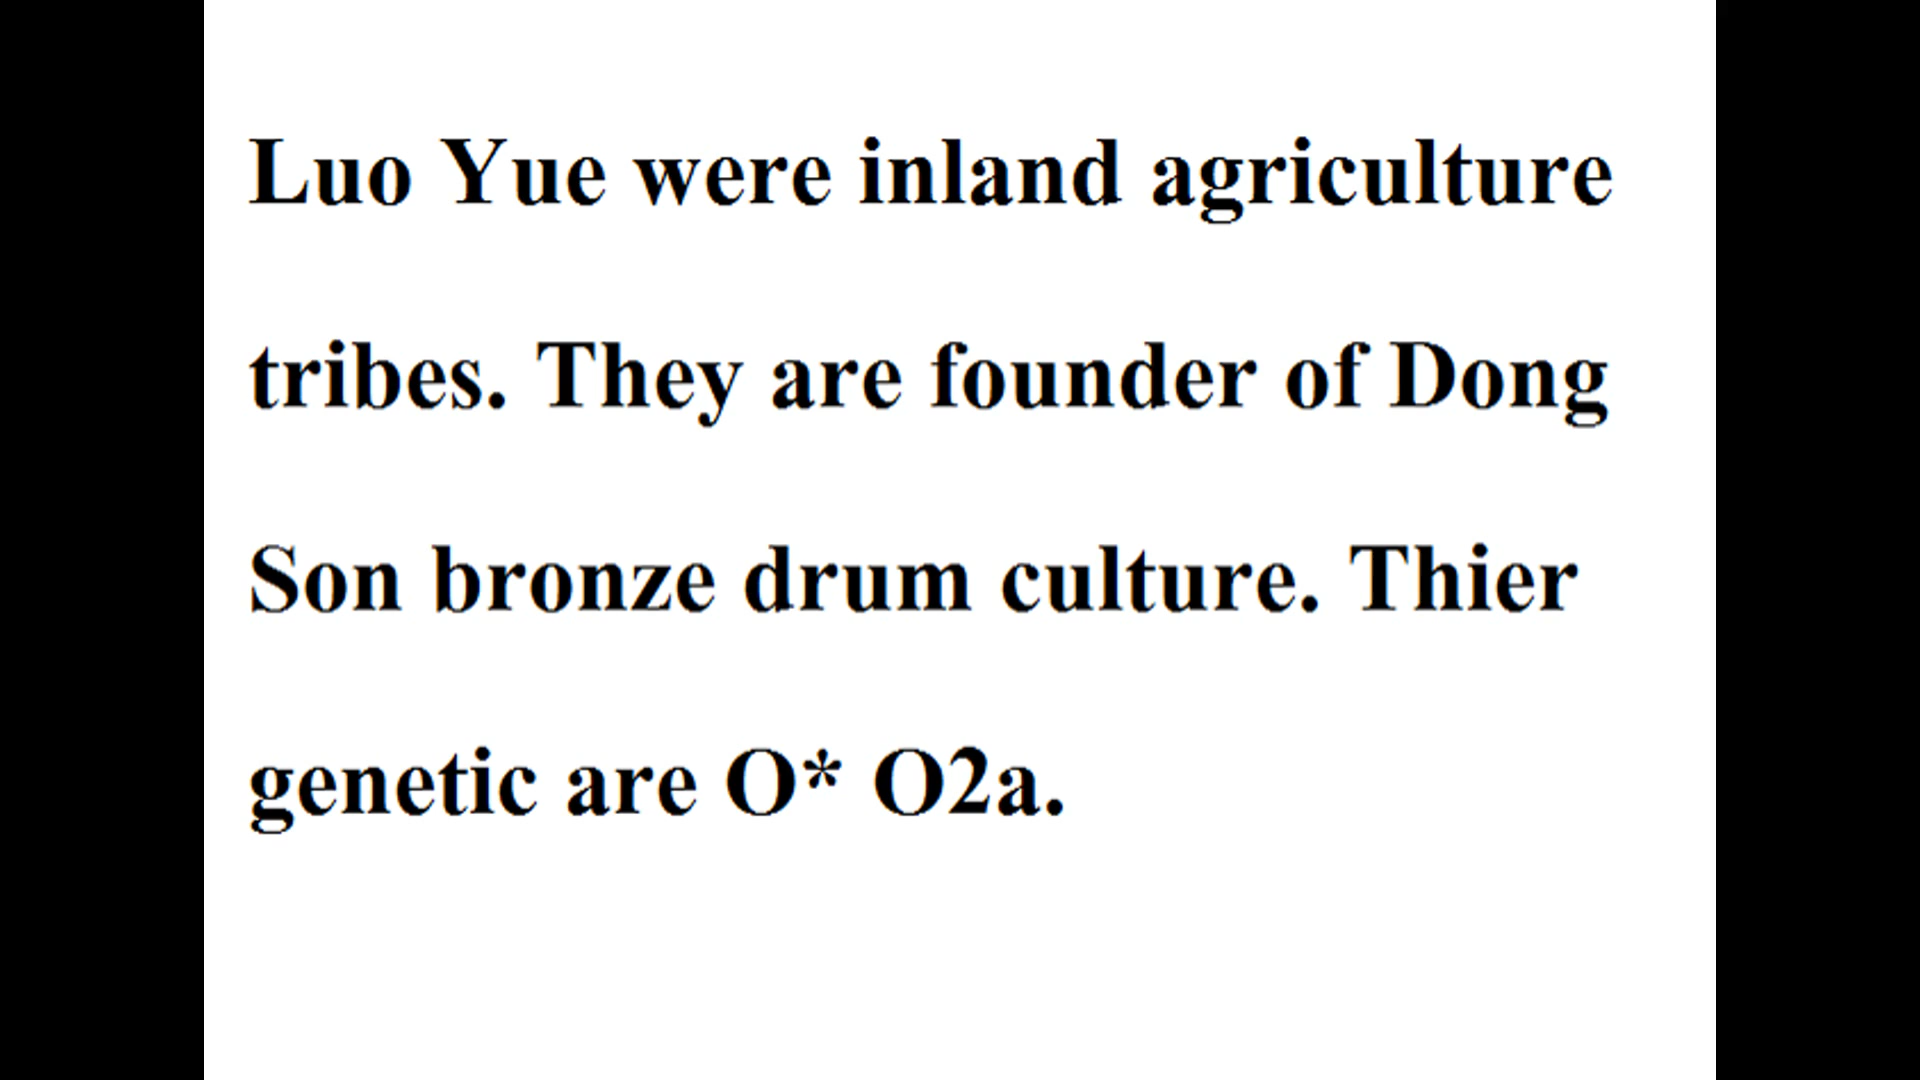 Luo Yue were inland agriculture
tribes. They are founder of Dong
Son bronze drum culture. Thier
genetic are O* O2a.